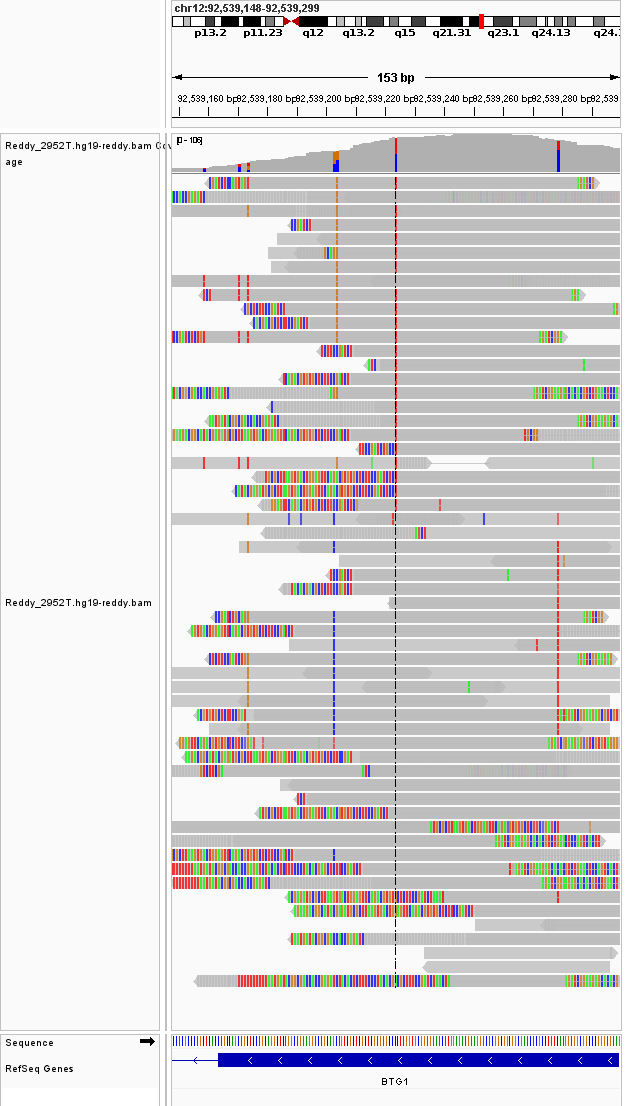 chr12:92,539,148-92,539,299
p13.2 p11.23 q12 q13.2 q15 q21.31 q23.1 q24.13 q24.
153 bp
92,539,160 bp 92,539,180 bp 92,539,200 bp 92,539,220 bp 92,539,240 bp 92,539,260 bp 92,539,280 bp 92,539
Reddy_2952T.hg19-reddy.bam Co
age
[0 - 106]
Reddy_2952T.hg19-reddy.bam
Sequence
RefSeq Genes
BTG1